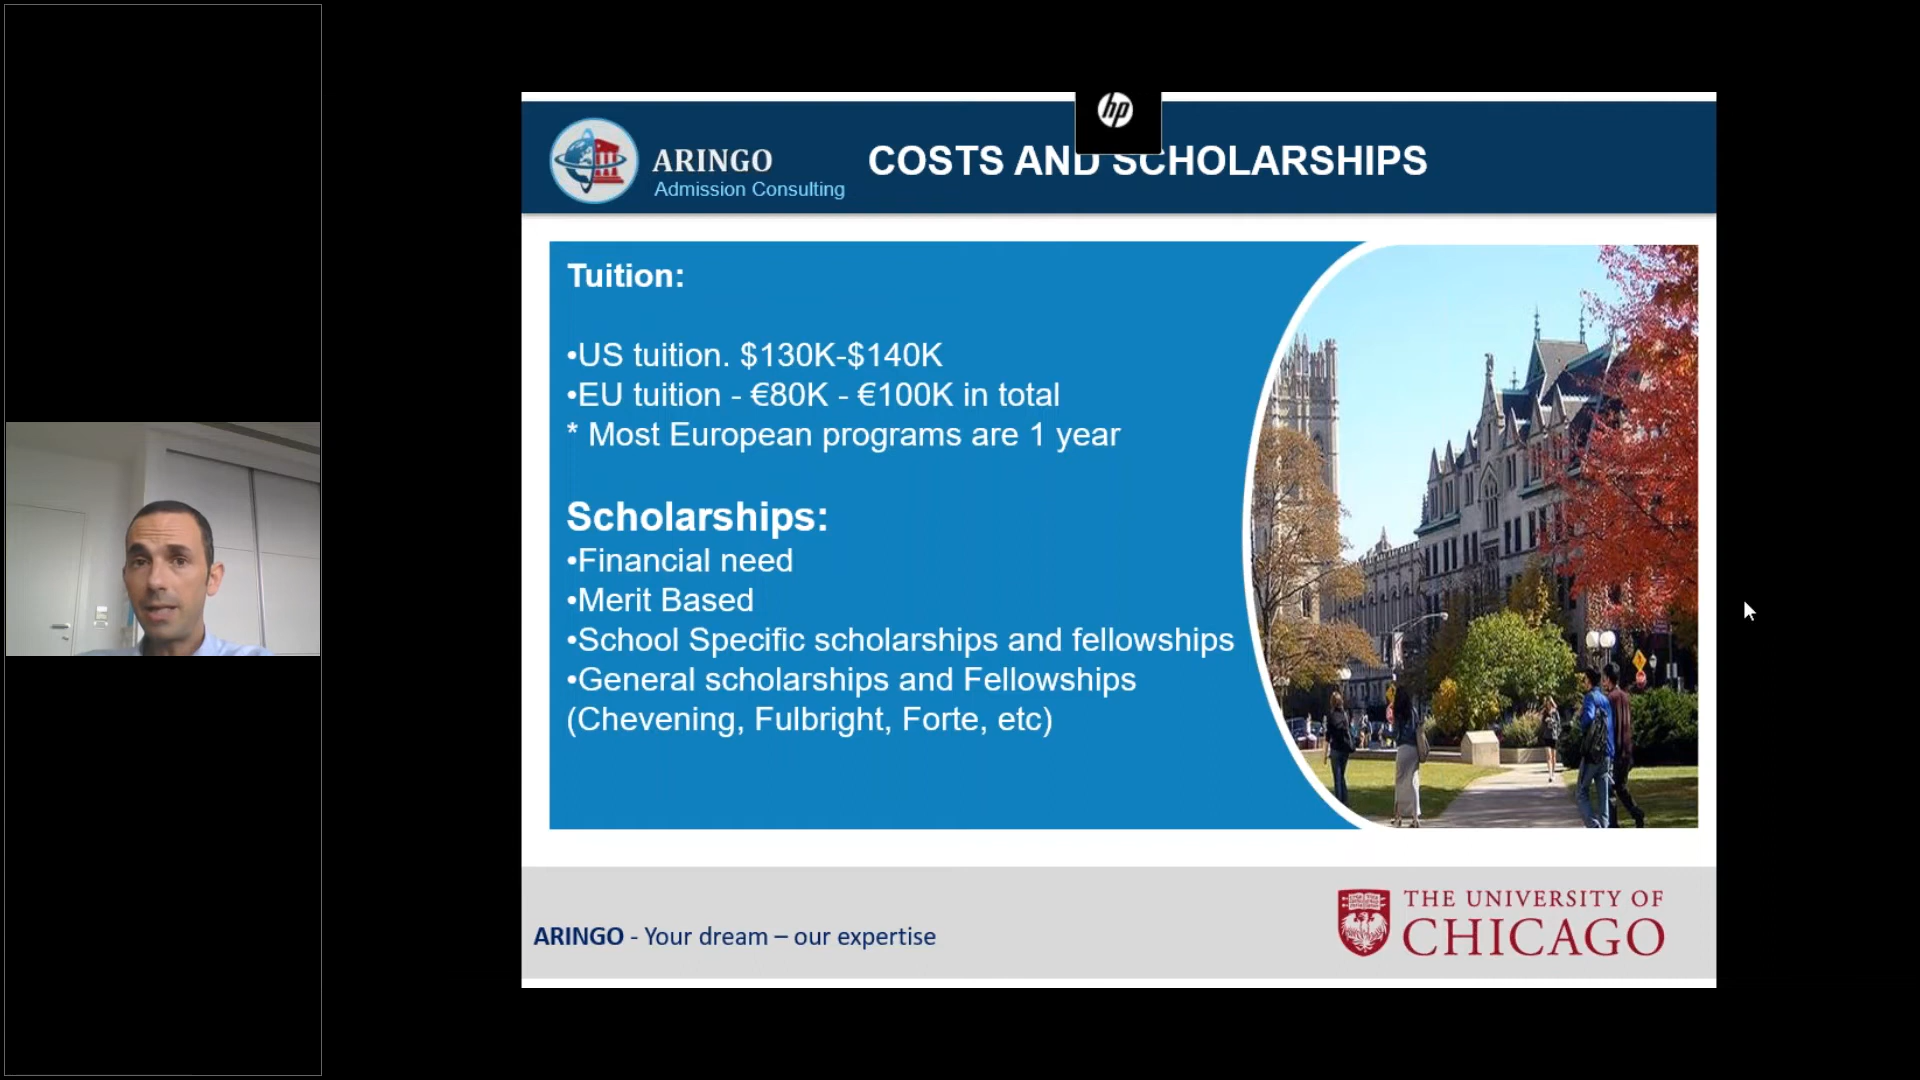 hp
ARINGO
Admission Consulting
COSTS AND SCHOLARSHIPS
Tuition:
•US tuition. $130K-$140K
•EU tuition - €80K - €100K in total
* Most European programs are 1 year
Scholarships:
•Financial need
•Merit Based
•School Specific scholarships and fellowships
•General scholarships and Fellowships
(Chevening, Fulbright, Forte, etc)
ARINGO - Your dream – our expertise
THE UNIVERSITY OF
CHICAGO